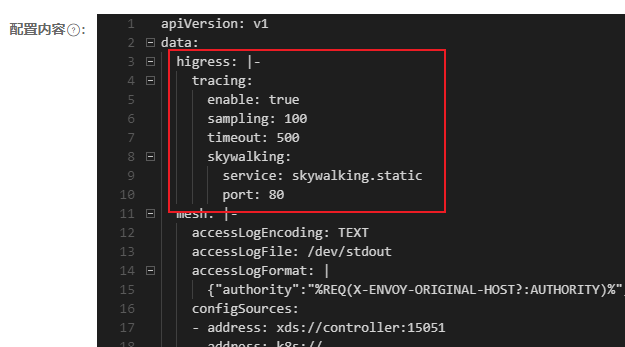 配置内容?:
1 apiVersion: v1
2 data:
3 higress: |-
4 tracing:
5 enable: true
6 sampling: 100
7 timeout: 500
8 skywalking:
9 service: skywalking.static
10 port: 80
11 mesh: |-
12 accessLogEncoding: TEXT
13 accessLogFile: /dev/stdout
14 accessLogFormat: |
15 {"authority":"%REQ(X-ENVOY-ORIGINAL-HOST?:AUTHORITY)%",
16 configSources:
17 - address: xds://controller:15051
18 address: k8s://